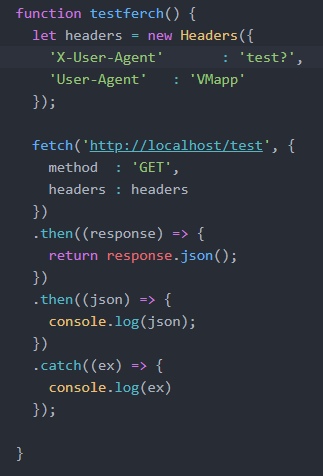 function testferch() {
  let headers = new Headers({
    'X-User-Agent'       : 'test?',
    'User-Agent'   : 'VMapp'
  });

  fetch('http://localhost/test', {
    method  : 'GET',
    headers : headers
  })
  .then((response) => {
    return response.json();
  })
  .then((json) => {
    console.log(json);
  })
  .catch((ex) => {
    console.log(ex)
  });

}